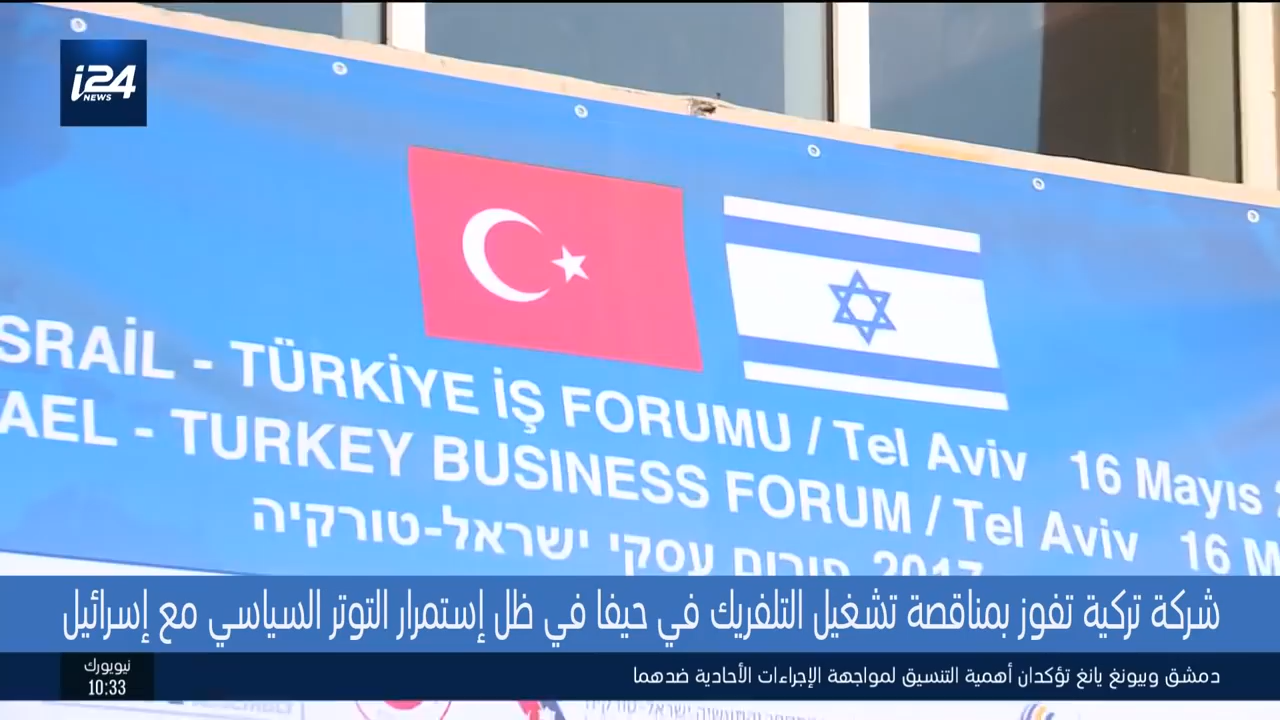 i24
NEWS
SRAİL - TÜRKİYE İŞ FORUMU / Tel Aviv 16 Mayıs
AEL - TURKEY BUSINESS FORUM / Tel Aviv 16 M
פורום עסקי ישראל-טורקיה 2017
شركة تركية تفوز بمناقصة تشغيل التلفريك في حيفا في ظل إستمرار التوتر السياسي مع إسرائيل
دمشق وبيونغ يانغ تؤكدان أهمية التنسيق لمواجهة الإجراءات الأحادية ضدهما
نيويورك
10:33